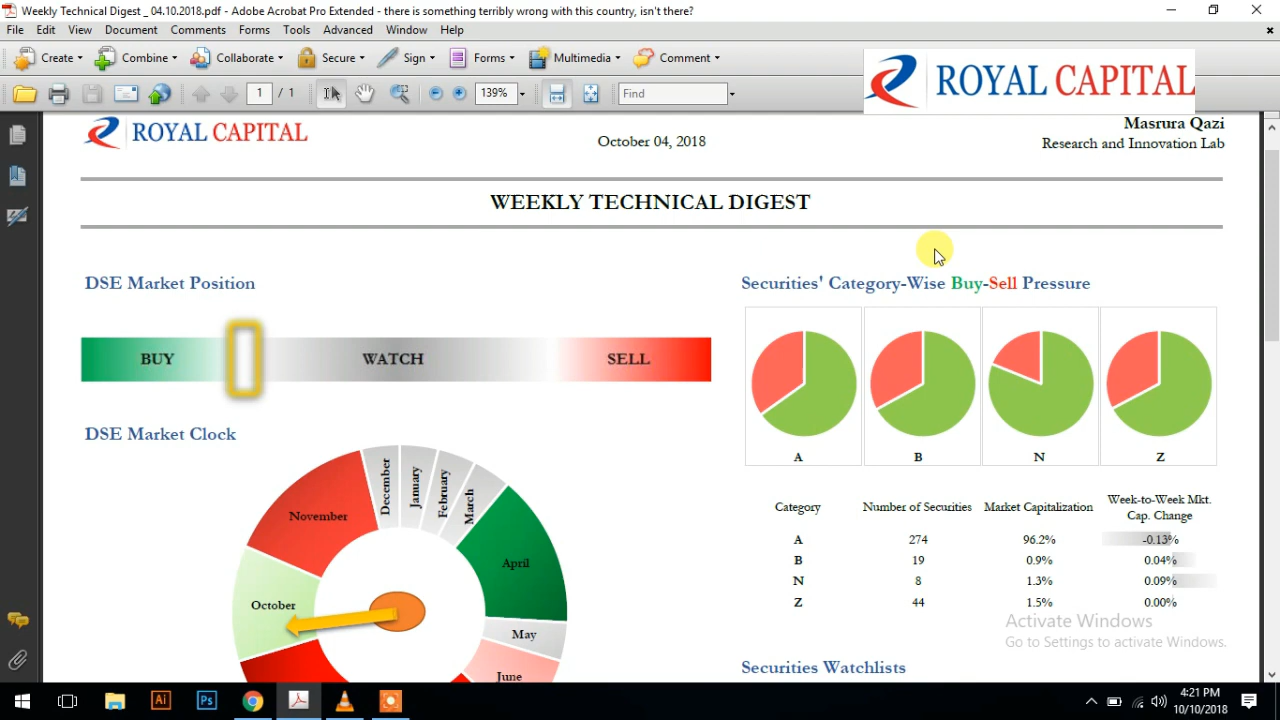 Weekly Technical Digest _ 04.10.2018.pdf - Adobe Acrobat Pro Extended - there is something terribly wrong with this country, isn't there?
File Edit View Document Comments Forms Tools Advanced Window Help
Create Combine Collaborate Secure Sign Forms Multimedia Comment
ROYAL CAPITAL
1 / 1 139% Find
ROYAL CAPITAL
October 04, 2018
Masrura Qazi
Research and Innovation Lab
WEEKLY TECHNICAL DIGEST
DSE Market Position
BUY WATCH SELL
DSE Market Clock
December
January
February
March
April
May
June
October
November
Securities' Category-Wise Buy-Sell Pressure
A B N Z
Category Number of Securities Market Capitalization Week-to-Week Mkt.
Cap. Change
A 274 96.2% -0.13%
B 19 0.9% 0.04%
N 8 1.3% 0.09%
Z 44 1.5% 0.00%
Activate Windows
Go to Settings to activate Windows.
Securities Watchlists
Ai Ps
4:21 PM
10/10/2018